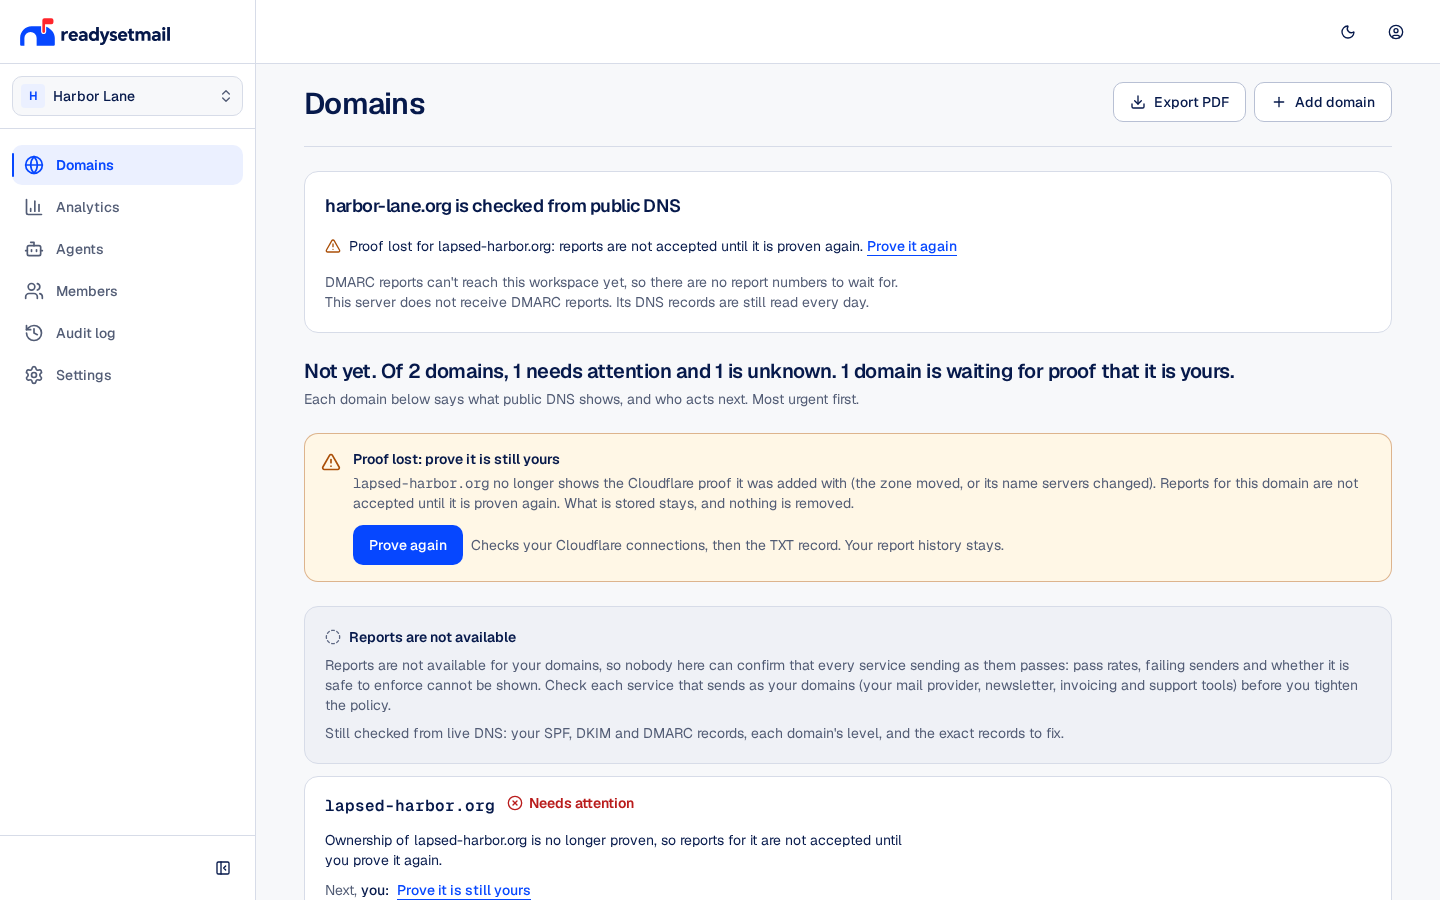 readysetmail
H Harbor Lane
Domains
Analytics
Agents
Members
Audit log
Settings
Domains
Export PDF
Add domain
harbor-lane.org is checked from public DNS
Proof lost for lapsed-harbor.org: reports are not accepted until it is proven again. Prove it again
DMARC reports can't reach this workspace yet, so there are no report numbers to wait for.
This server does not receive DMARC reports. Its DNS records are still read every day.
Not yet. Of 2 domains, 1 needs attention and 1 is unknown. 1 domain is waiting for proof that it is yours.
Each domain below says what public DNS shows, and who acts next. Most urgent first.
Proof lost: prove it is still yours
lapsed-harbor.org no longer shows the Cloudflare proof it was added with (the zone moved, or its name servers changed). Reports for this domain are not
accepted until it is proven again. What is stored stays, and nothing is removed.
Prove again
Checks your Cloudflare connections, then the TXT record. Your report history stays.
Reports are not available
Reports are not available for your domains, so nobody here can confirm that every service sending as them passes: pass rates, failing senders and whether it is
safe to enforce cannot be shown. Check each service that sends as your domains (your mail provider, newsletter, invoicing and support tools) before you tighten
the policy.
Still checked from live DNS: your SPF, DKIM and DMARC records, each domain's level, and the exact records to fix.
lapsed-harbor.org Needs attention
Ownership of lapsed-harbor.org is no longer proven, so reports for it are not accepted until
you prove it again.
Next, you: Prove it is still yours